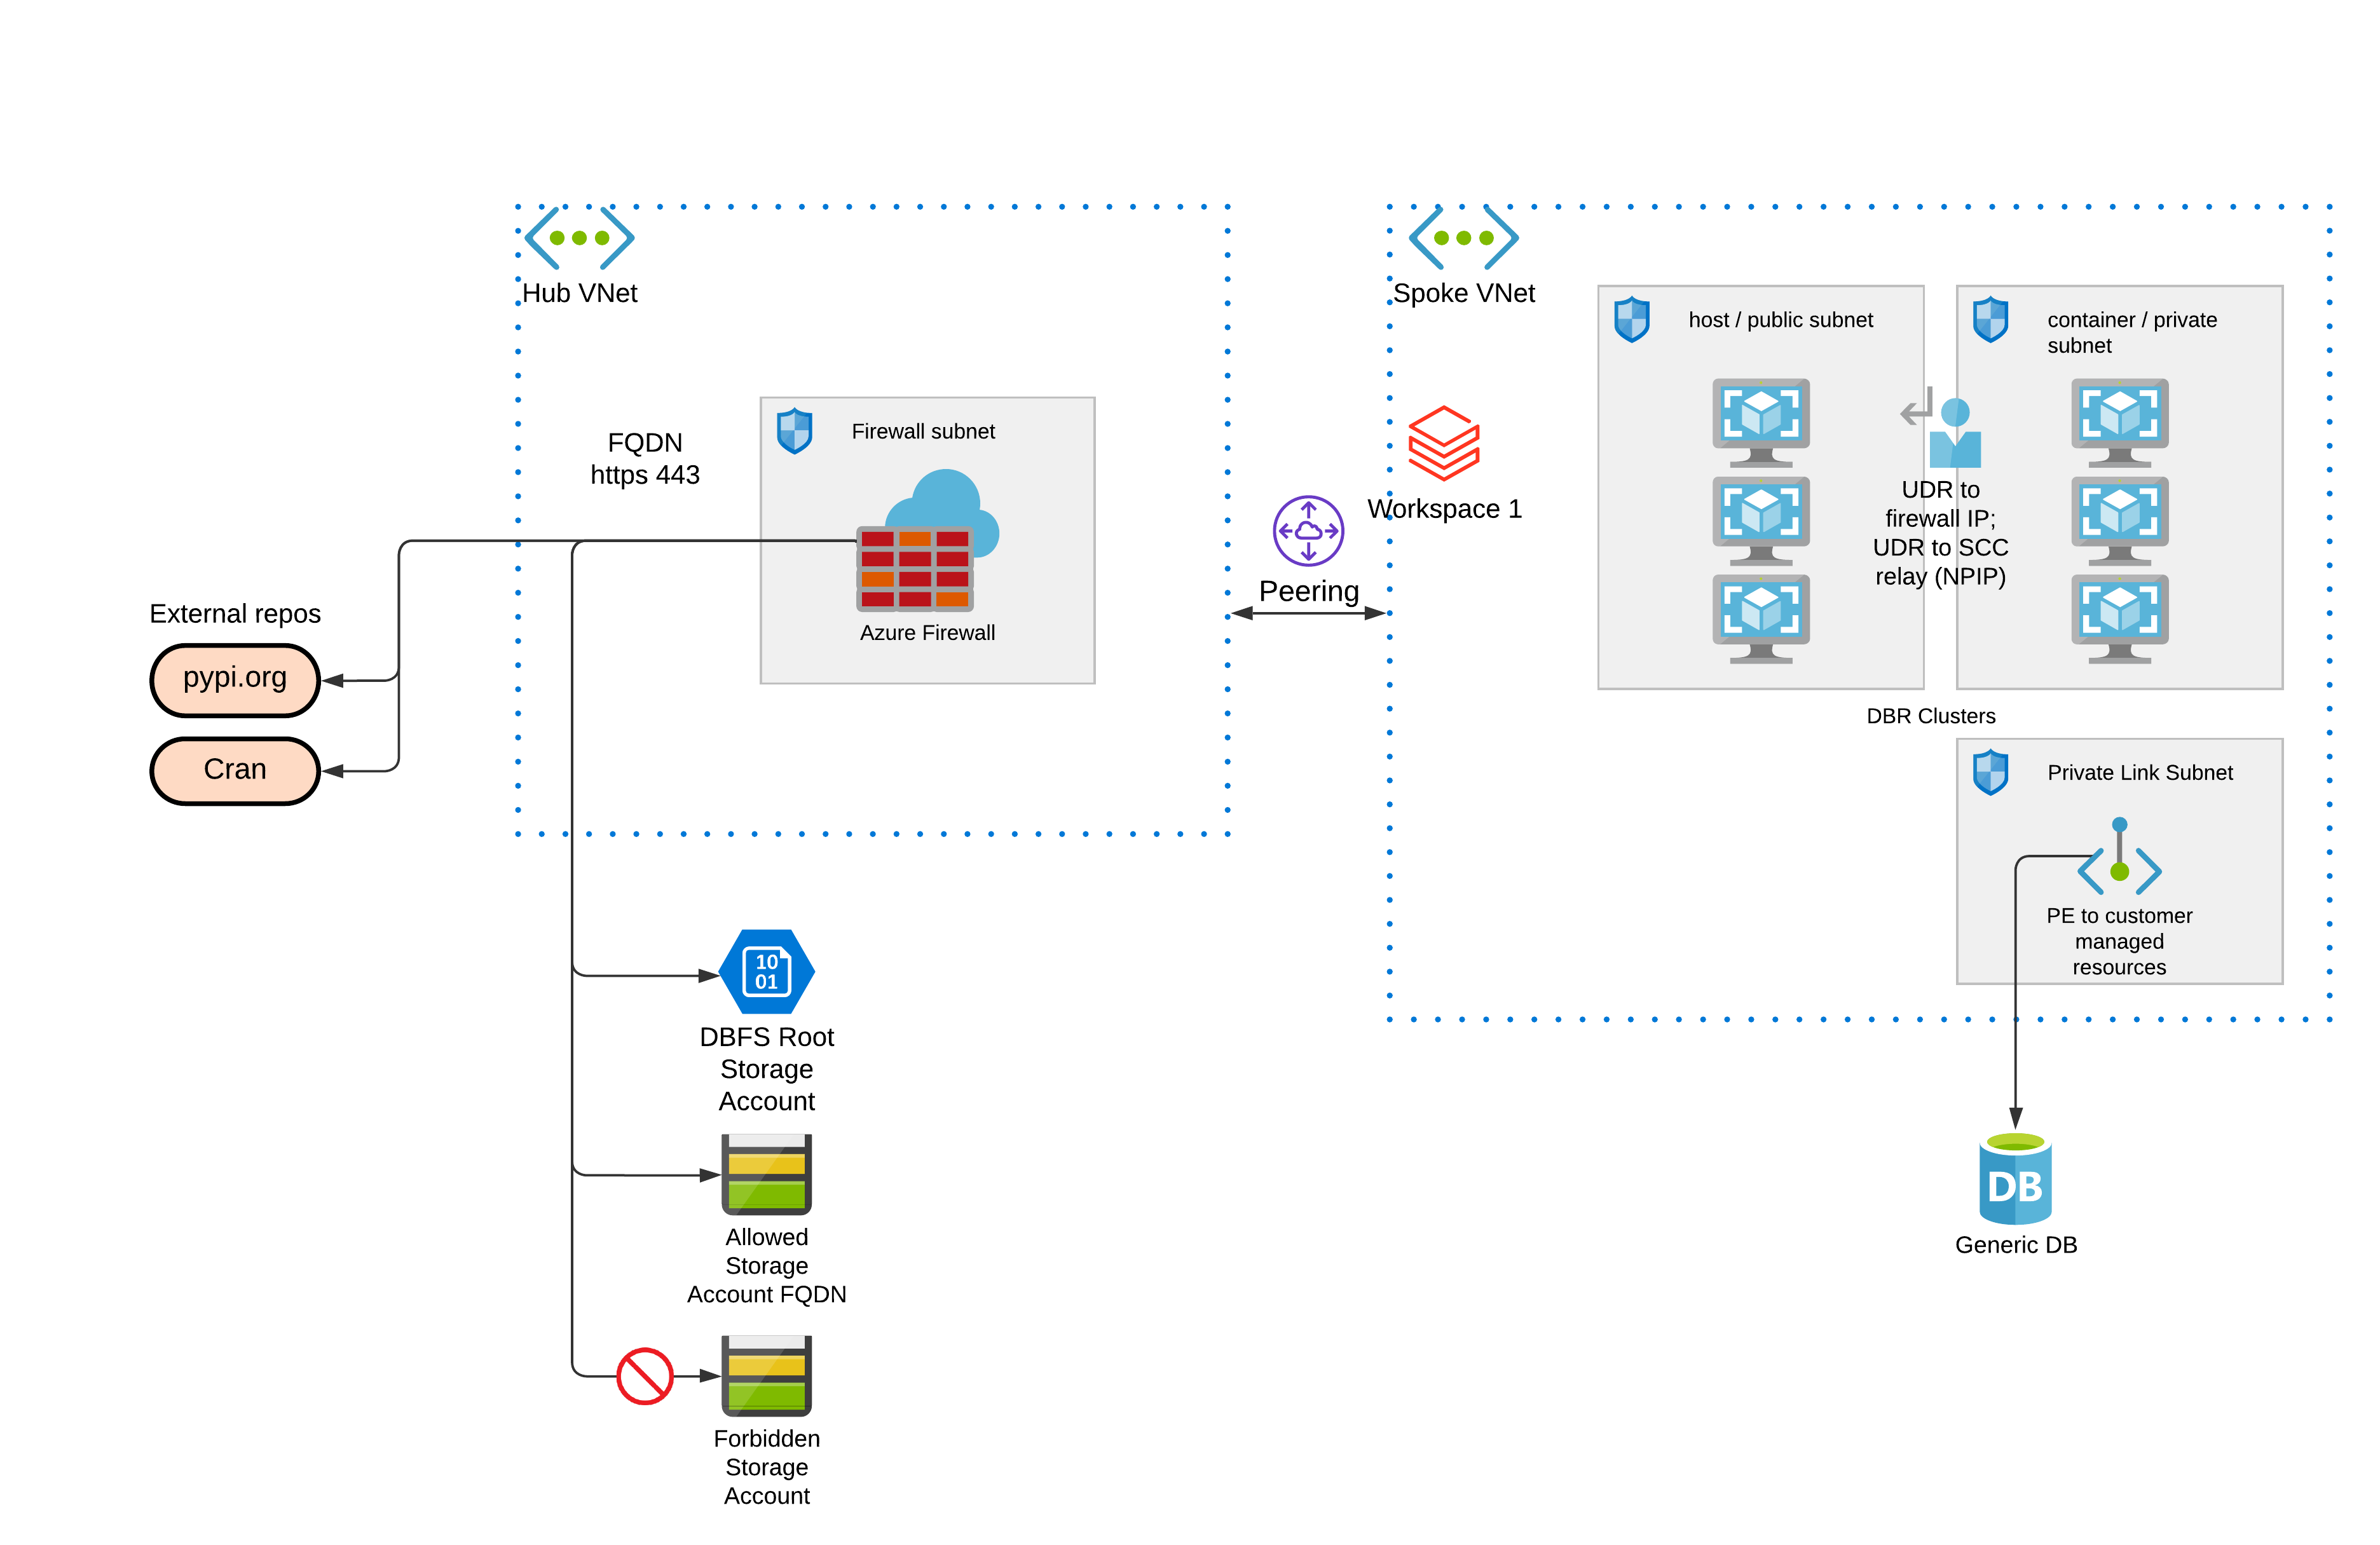 Hub VNet
FQDN
https 443
Firewall subnet
Azure Firewall
External repos
pypi.org
Cran
Peering
Spoke VNet
Workspace 1
host / public subnet
container / private
subnet
UDR to
firewall IP;
UDR to SCC
relay (NPIP)
DBR Clusters
Private Link Subnet
PE to customer
managed
resources
10
01
DBFS Root
Storage
Account
Allowed
Storage
Account FQDN
Forbidden
Storage
Account
DB
Generic DB